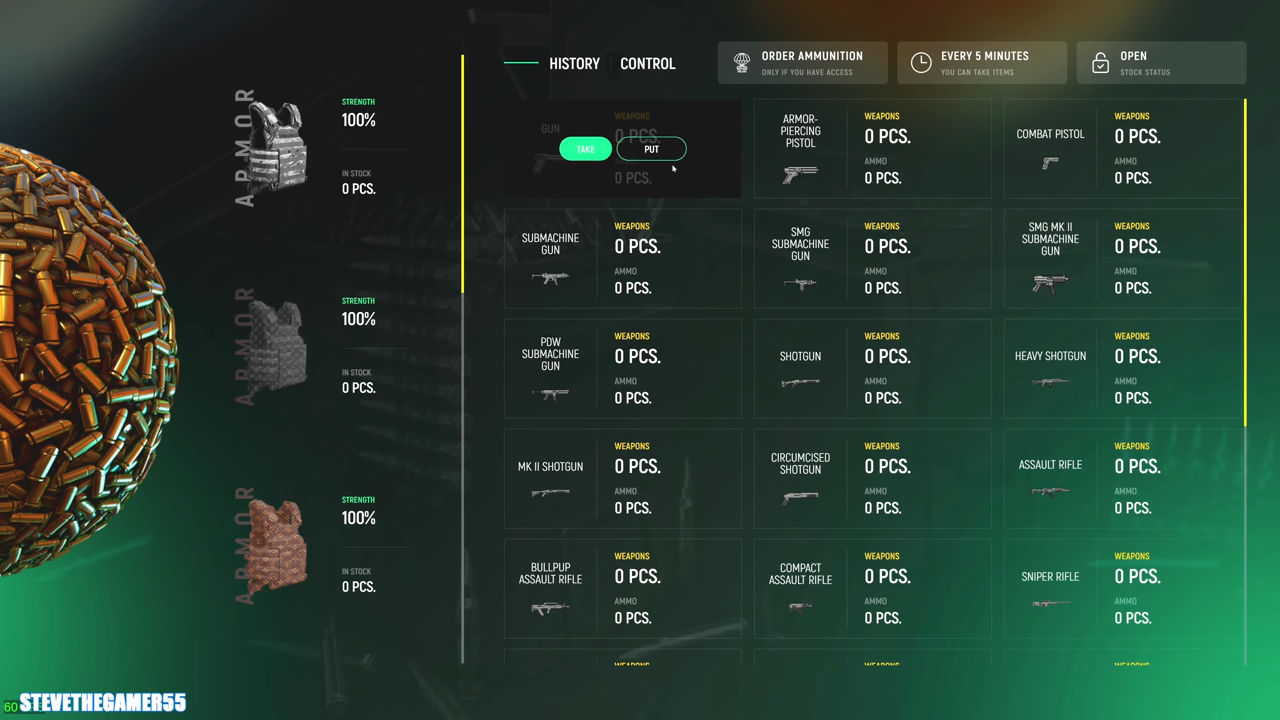 HISTORY
CONTROL
ORDER AMMUNITION
ONLY IF YOU HAVE ACCESS
EVERY 5 MINUTES
YOU CAN TAKE ITEMS
OPEN
STOCK STATUS
ARMOR
STRENGTH
100%
IN STOCK
0 PCS.
ARMOR
STRENGTH
100%
IN STOCK
0 PCS.
ARMOR
STRENGTH
100%
IN STOCK
0 PCS.
GUN
WEAPONS
0 PCS.
TAKE
PUT
0 PCS.
ARMOR-
PIERCING
PISTOL
WEAPONS
0 PCS.
AMMO
0 PCS.
COMBAT PISTOL
WEAPONS
0 PCS.
AMMO
0 PCS.
SUBMACHINE
GUN
WEAPONS
0 PCS.
AMMO
0 PCS.
SMG
SUBMACHINE
GUN
WEAPONS
0 PCS.
AMMO
0 PCS.
SMG MK II
SUBMACHINE
GUN
WEAPONS
0 PCS.
AMMO
0 PCS.
PDW
SUBMACHINE
GUN
WEAPONS
0 PCS.
AMMO
0 PCS.
SHOTGUN
WEAPONS
0 PCS.
AMMO
0 PCS.
HEAVY SHOTGUN
WEAPONS
0 PCS.
AMMO
0 PCS.
MK II SHOTGUN
WEAPONS
0 PCS.
AMMO
0 PCS.
CIRCUMCISED
SHOTGUN
WEAPONS
0 PCS.
AMMO
0 PCS.
ASSAULT RIFLE
WEAPONS
0 PCS.
AMMO
0 PCS.
BULLPUP
ASSAULT RIFLE
WEAPONS
0 PCS.
AMMO
0 PCS.
COMPACT
ASSAULT RIFLE
WEAPONS
0 PCS.
AMMO
0 PCS.
SNIPER RIFLE
WEAPONS
0 PCS.
AMMO
0 PCS.
WEAPONS
WEAPONS
WEAPONS
60
STEVETHEGAMER55